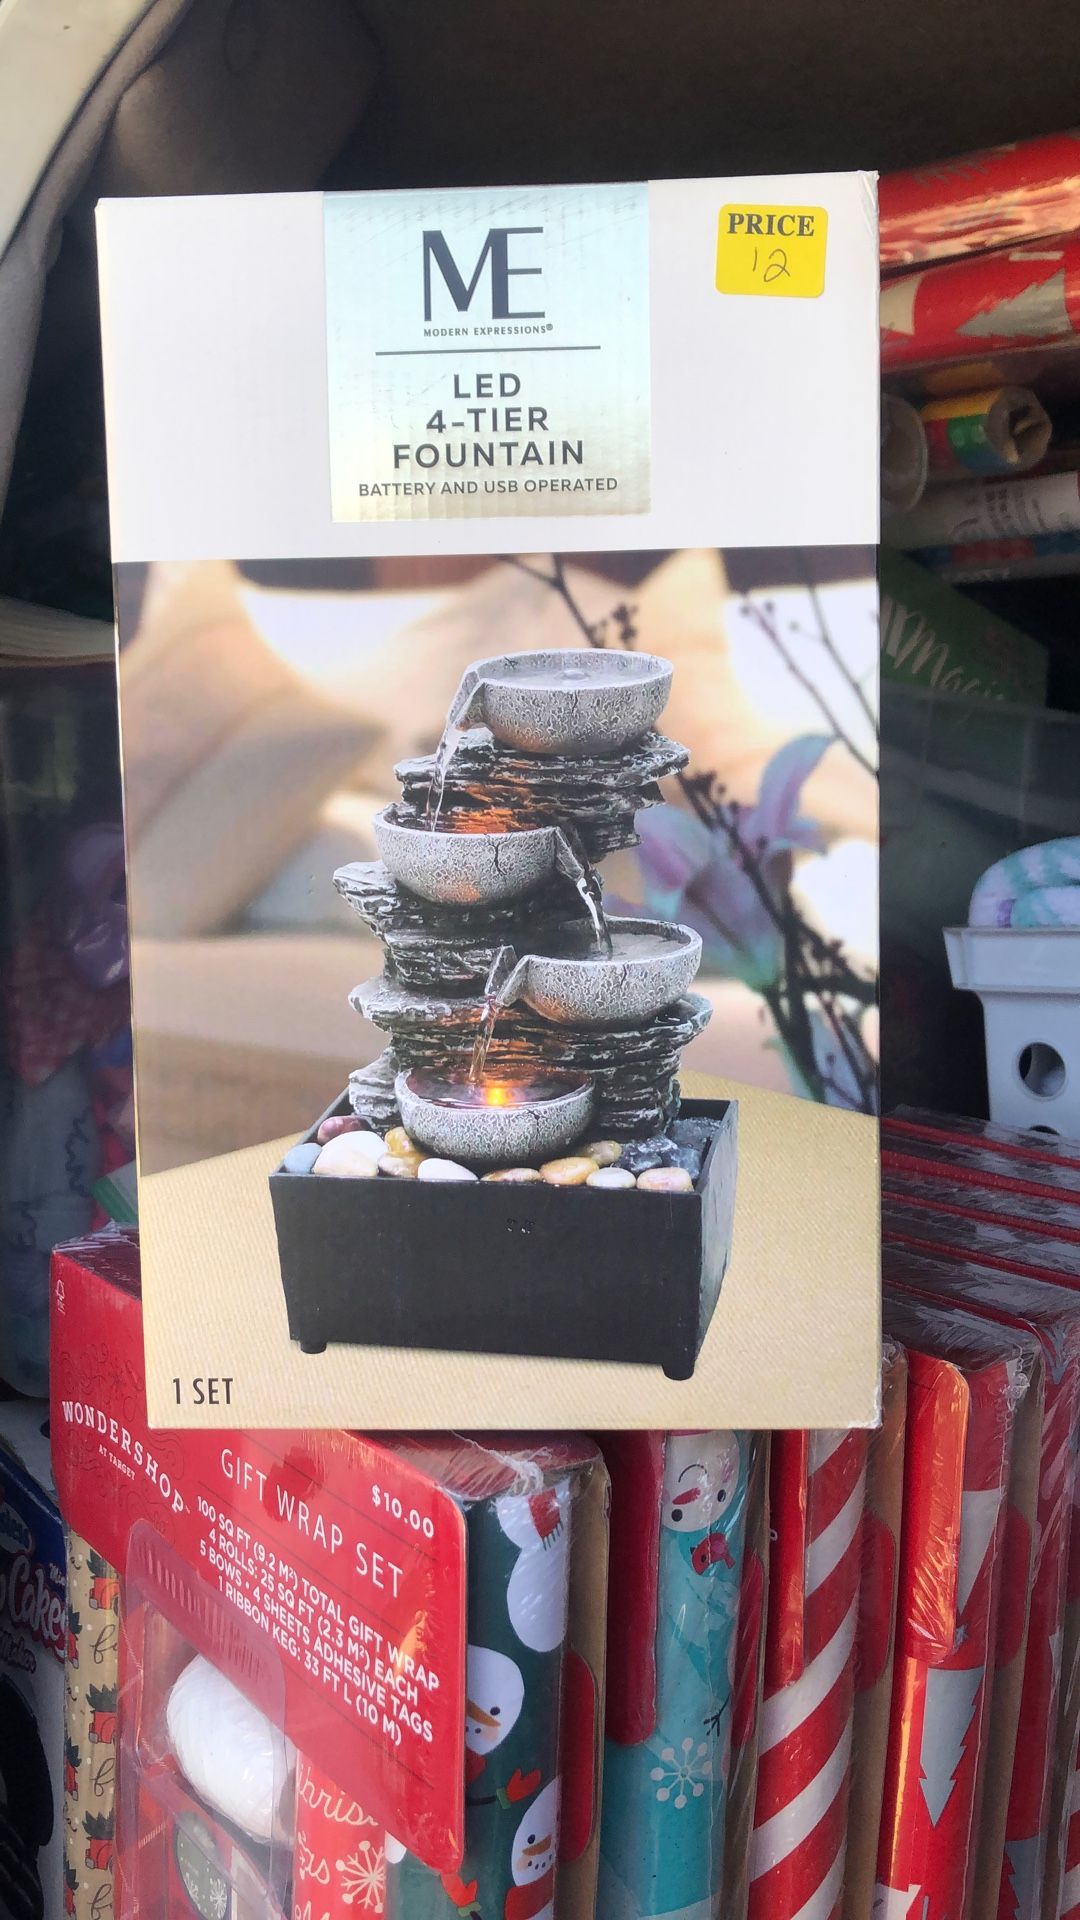 ME
MODERN EXPRESSIONS®
LED
4-TIER
FOUNTAIN
BATTERY AND USB OPERATED
PRICE
12
1 SET
WONDERSHOP
AT TARGET
GIFT WRAP SET
$10.00
100 SQ FT (9.2 M²) TOTAL GIFT WRAP
4 ROLLS: 25 SQ FT (2.3 M²) EACH
5 BOWS • 4 SHEETS ADHESIVE TAGS
1 RIBBON KEG: 33 FT L (10 M)
Cakes